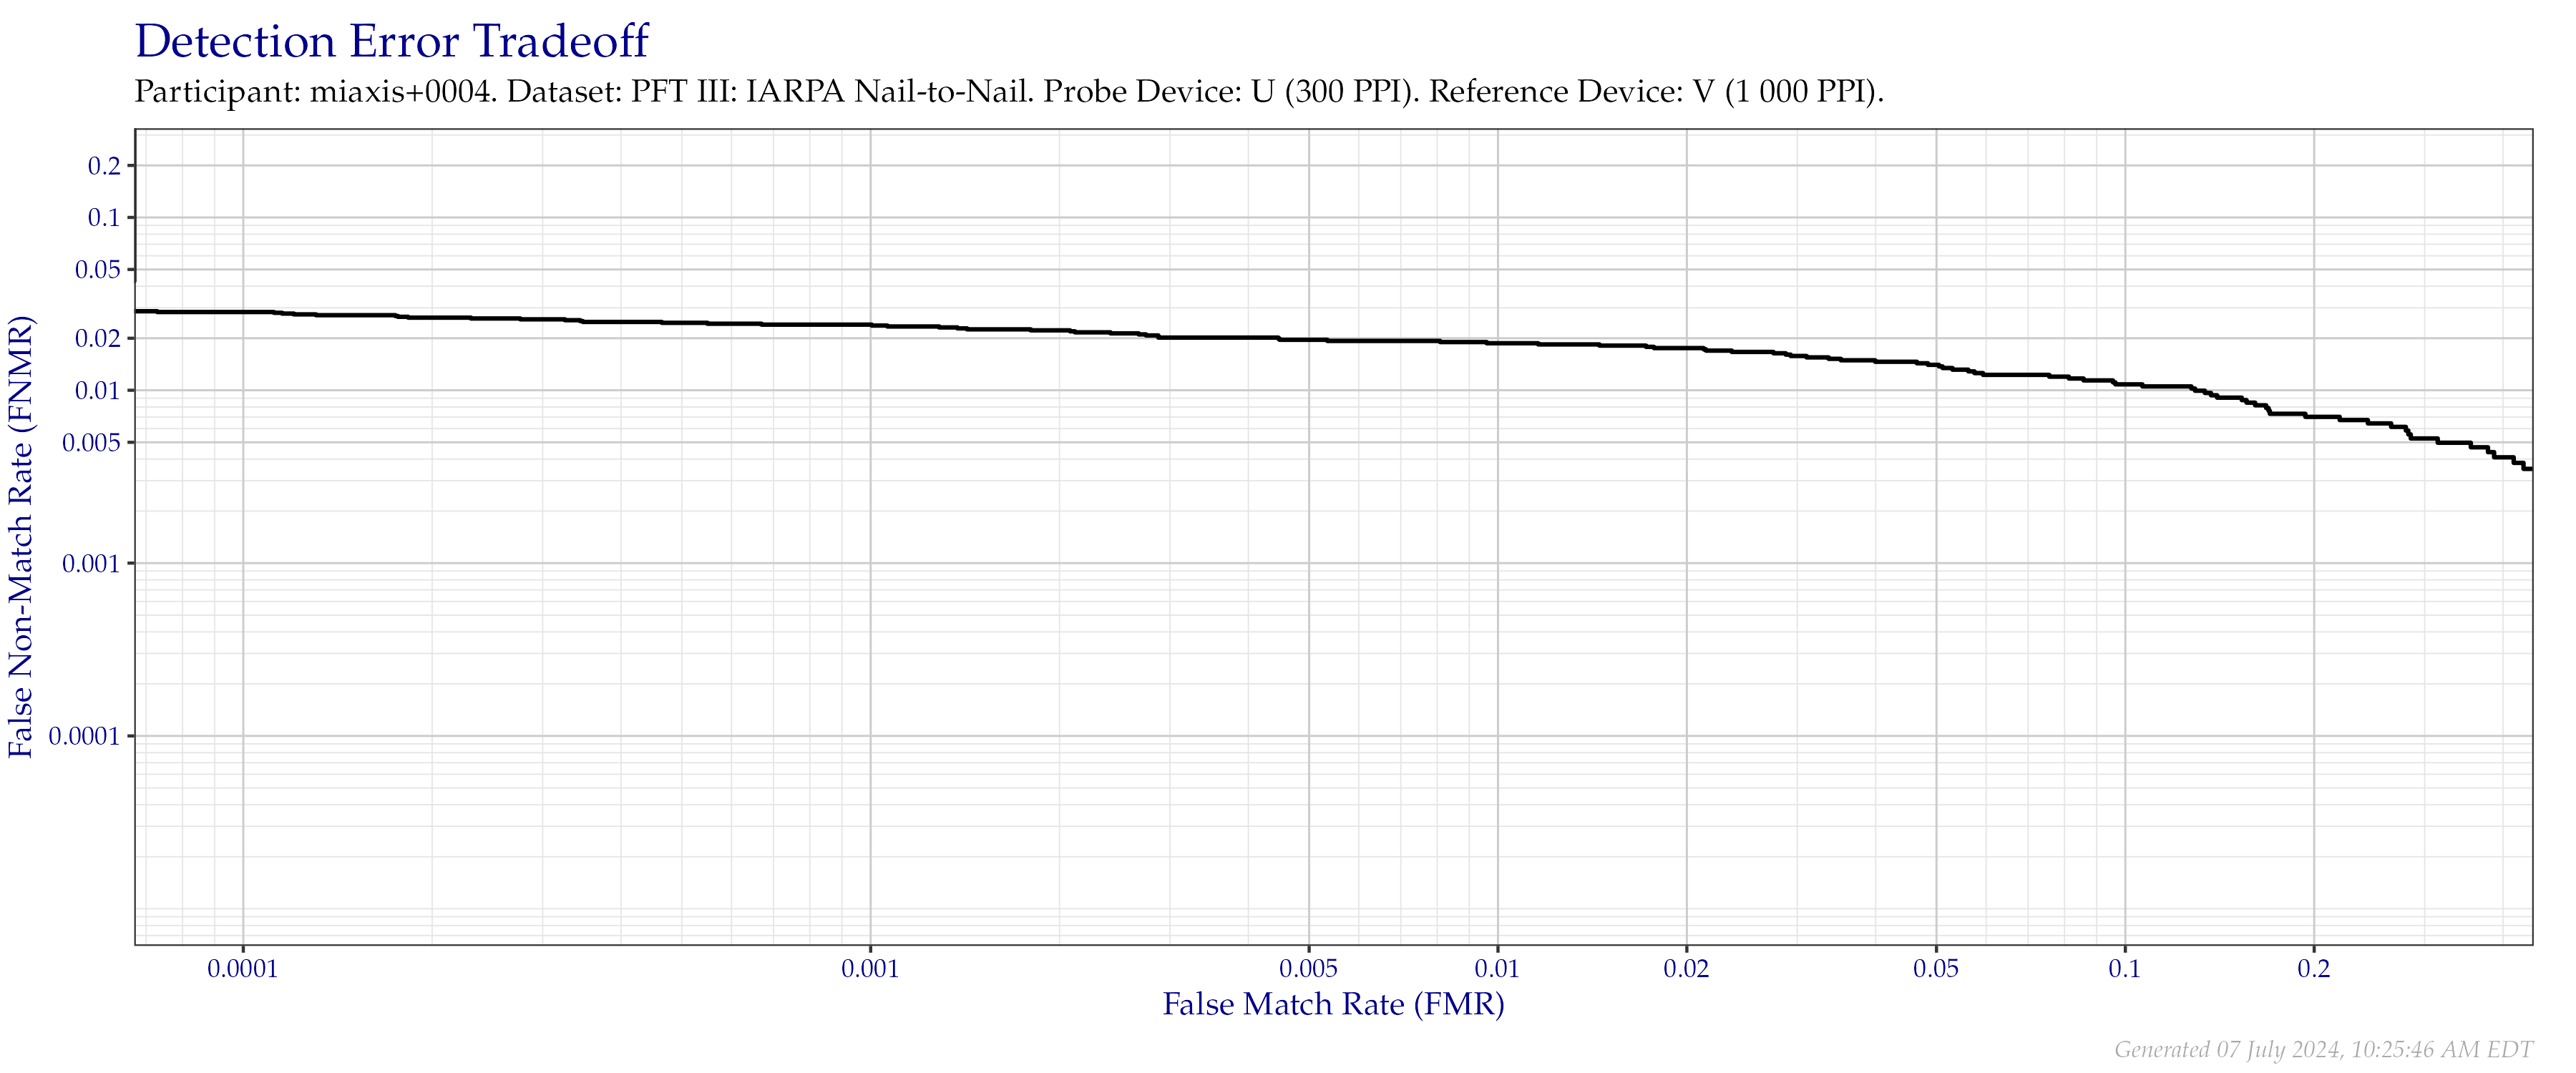 Detection Error Tradeoff
Participant: miaxis+0004. Dataset: PFT III: IARPA Nail-to-Nail. Probe Device: U (300 PPI). Reference Device: V (1 000 PPI).
False Non-Match Rate (FNMR)
0.2
0.1
0.05
0.02
0.01
0.005
0.001
0.0001
0.0001 0.001 0.005 0.01 0.02 0.05 0.1 0.2
False Match Rate (FMR)
Generated 07 July 2024, 10:25:46 AM EDT